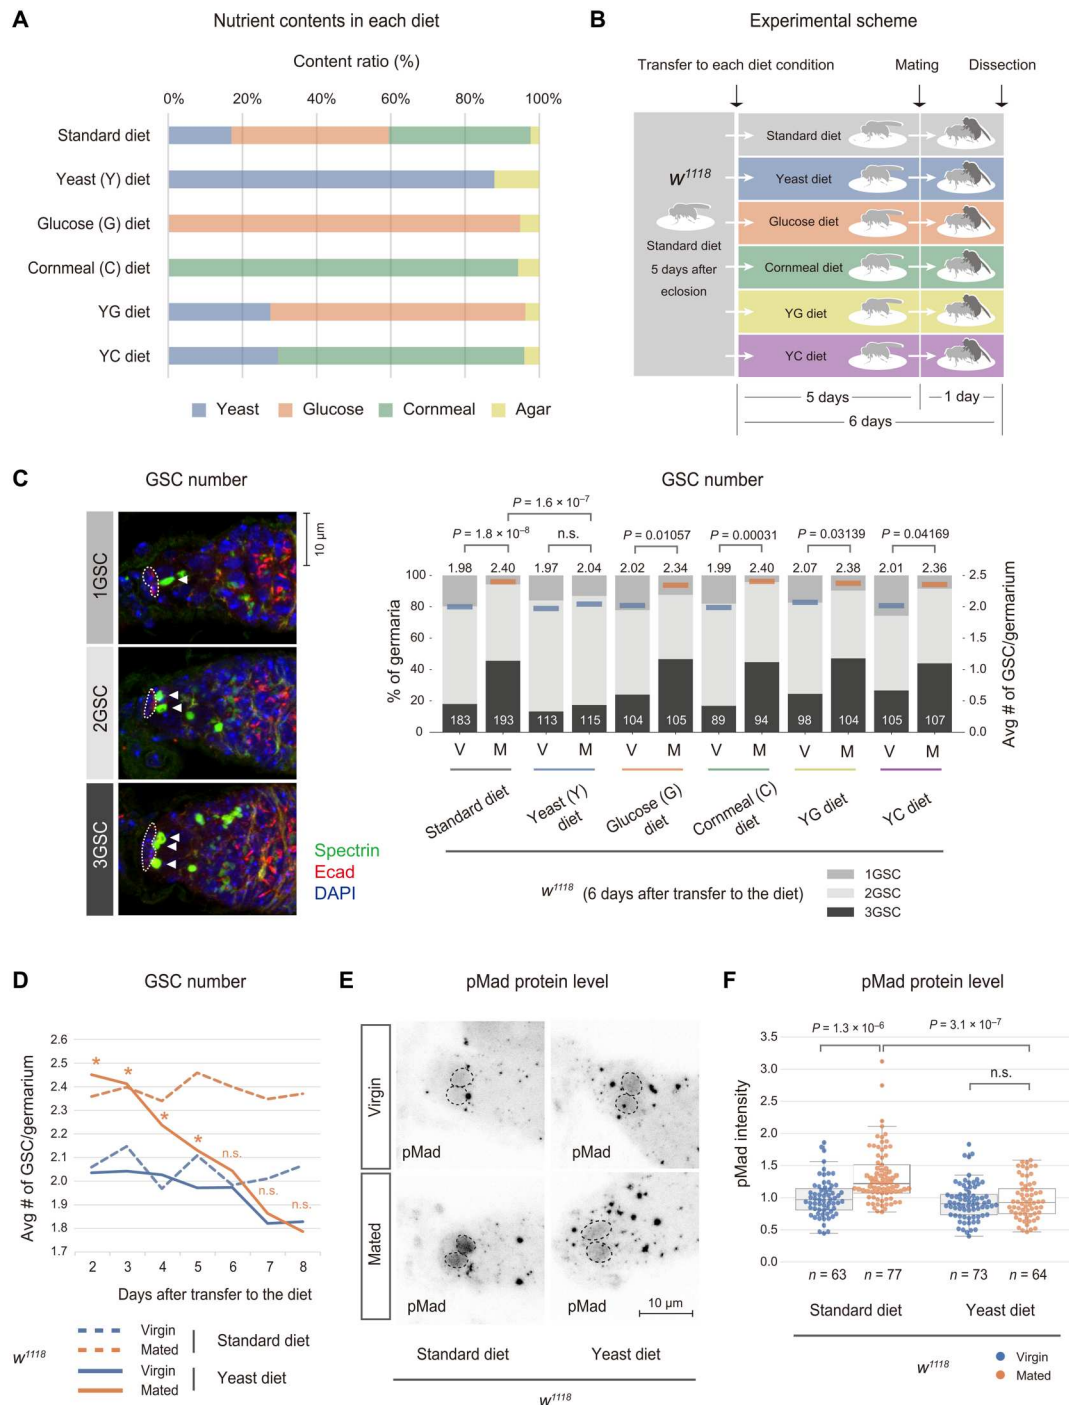 A
Nutrient contents in each diet
Content ratio (%)
0% 20% 40% 60% 80% 100%
Standard diet
Yeast (Y) diet
Glucose (G) diet
Cornmeal (C) diet
YG diet
YC diet
Yeast Glucose Cornmeal Agar
B
Experimental scheme
Transfer to each diet condition Mating Dissection
w1118
Standard diet
5 days after
eclosion
Standard diet
Yeast diet
Glucose diet
Cornmeal diet
YG diet
YC diet
5 days 1 day
6 days
C
GSC number
1GSC
2GSC
3GSC
10 µm
Spectrin
Ecad
DAPI
GSC number
P = 1.6 × 10–7
P = 1.8 × 10–8 n.s. P = 0.01057 P = 0.00031 P = 0.03139 P = 0.04169
1.98 2.40 1.97 2.04 2.02 2.34 1.99 2.40 2.07 2.38 2.01 2.36
% of germaria
100
80
60
40
20
0
Avg # of GSC/germarium
2.5
2.0
1.5
1.0
0.5
0.0
183 193 113 115 104 105 89 94 98 104 105 107
V M V M V M V M V M V M
Standard diet
Yeast (Y) diet
Glucose (G) diet
Cornmeal (C) diet
YG diet
YC diet
w1118 (6 days after transfer to the diet)
1GSC
2GSC
3GSC
D
GSC number
Avg # of GSC/germarium
2.6
2.5
2.4
2.3
2.2
2.1
2.0
1.9
1.8
1.7
* * * * n.s. n.s. n.s.
2 3 4 5 6 7 8
Days after transfer to the diet
w1118
Virgin
Mated
Standard diet
Virgin
Mated
Yeast diet
E
pMad protein level
Virgin
Mated
pMad pMad
pMad pMad
10 µm
Standard diet Yeast diet
w1118
F
pMad protein level
P = 1.3 × 10–6 P = 3.1 × 10–7
n.s.
pMad intensity
3.5
3.0
2.5
2.0
1.5
1.0
0.5
0.0
n = 63 n = 77 n = 73 n = 64
Standard diet Yeast diet
w1118
Virgin
Mated